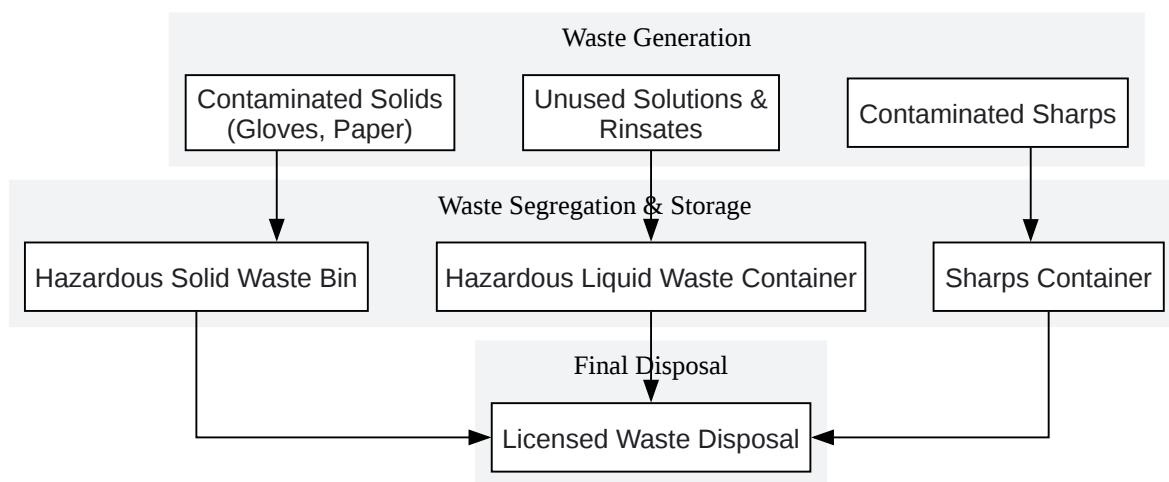 Waste Generation
Contaminated Solids
(Gloves, Paper)
Unused Solutions &
Rinsates
Contaminated Sharps
Waste Segregation & Storage
Hazardous Solid Waste Bin
Hazardous Liquid Waste Container
Sharps Container
Final Disposal
Licensed Waste Disposal